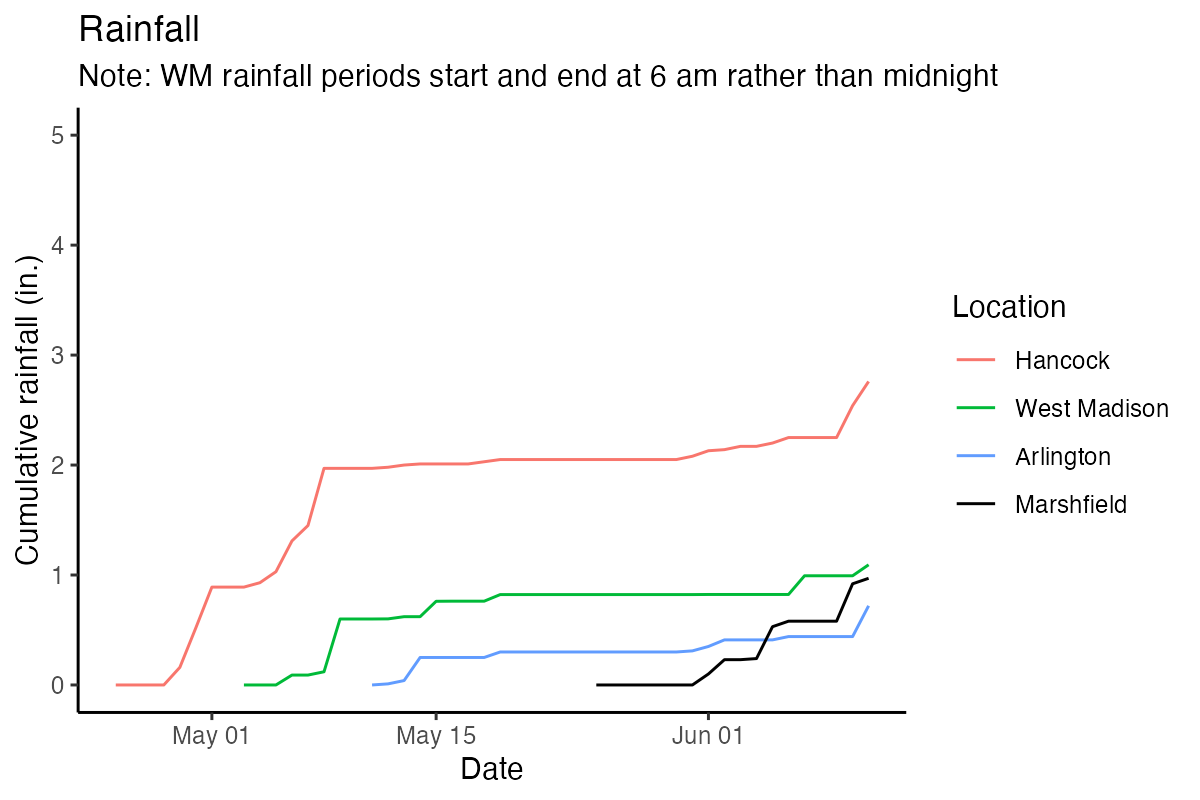 Rainfall
Note: WM rainfall periods start and end at 6 am rather than midnight
5
4
3
2
1
0
Cumulative rainfall (in.)
May 01
May 15
Jun 01
Date
Location
Hancock
West Madison
Arlington
Marshfield